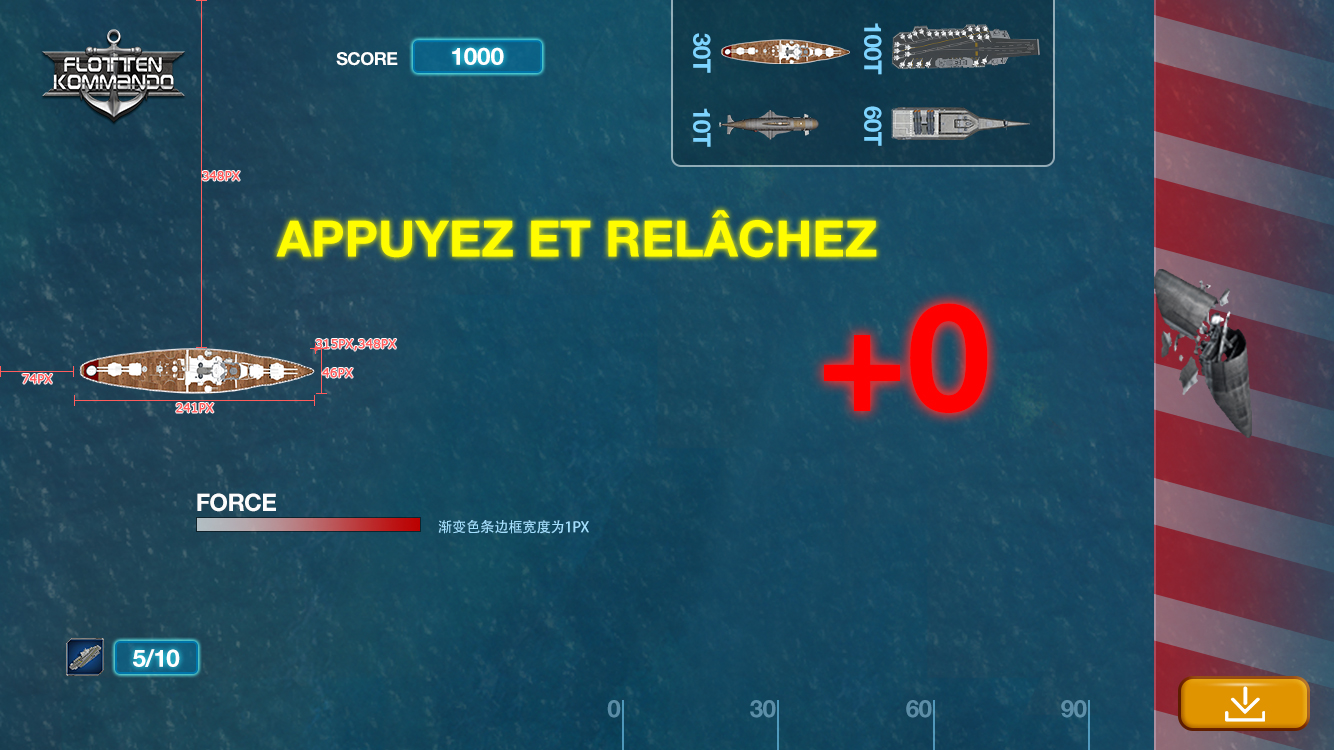 FLOTTEN
KOMMANDO
SCORE
1000
30T
100T
10T
60T
348PX
APPUYEZ ET RELÂCHEZ
+0
315PX,348PX
46PX
74PX
241PX
FORCE
渐变色条边框宽度为1PX
5/10
0
30
60
90